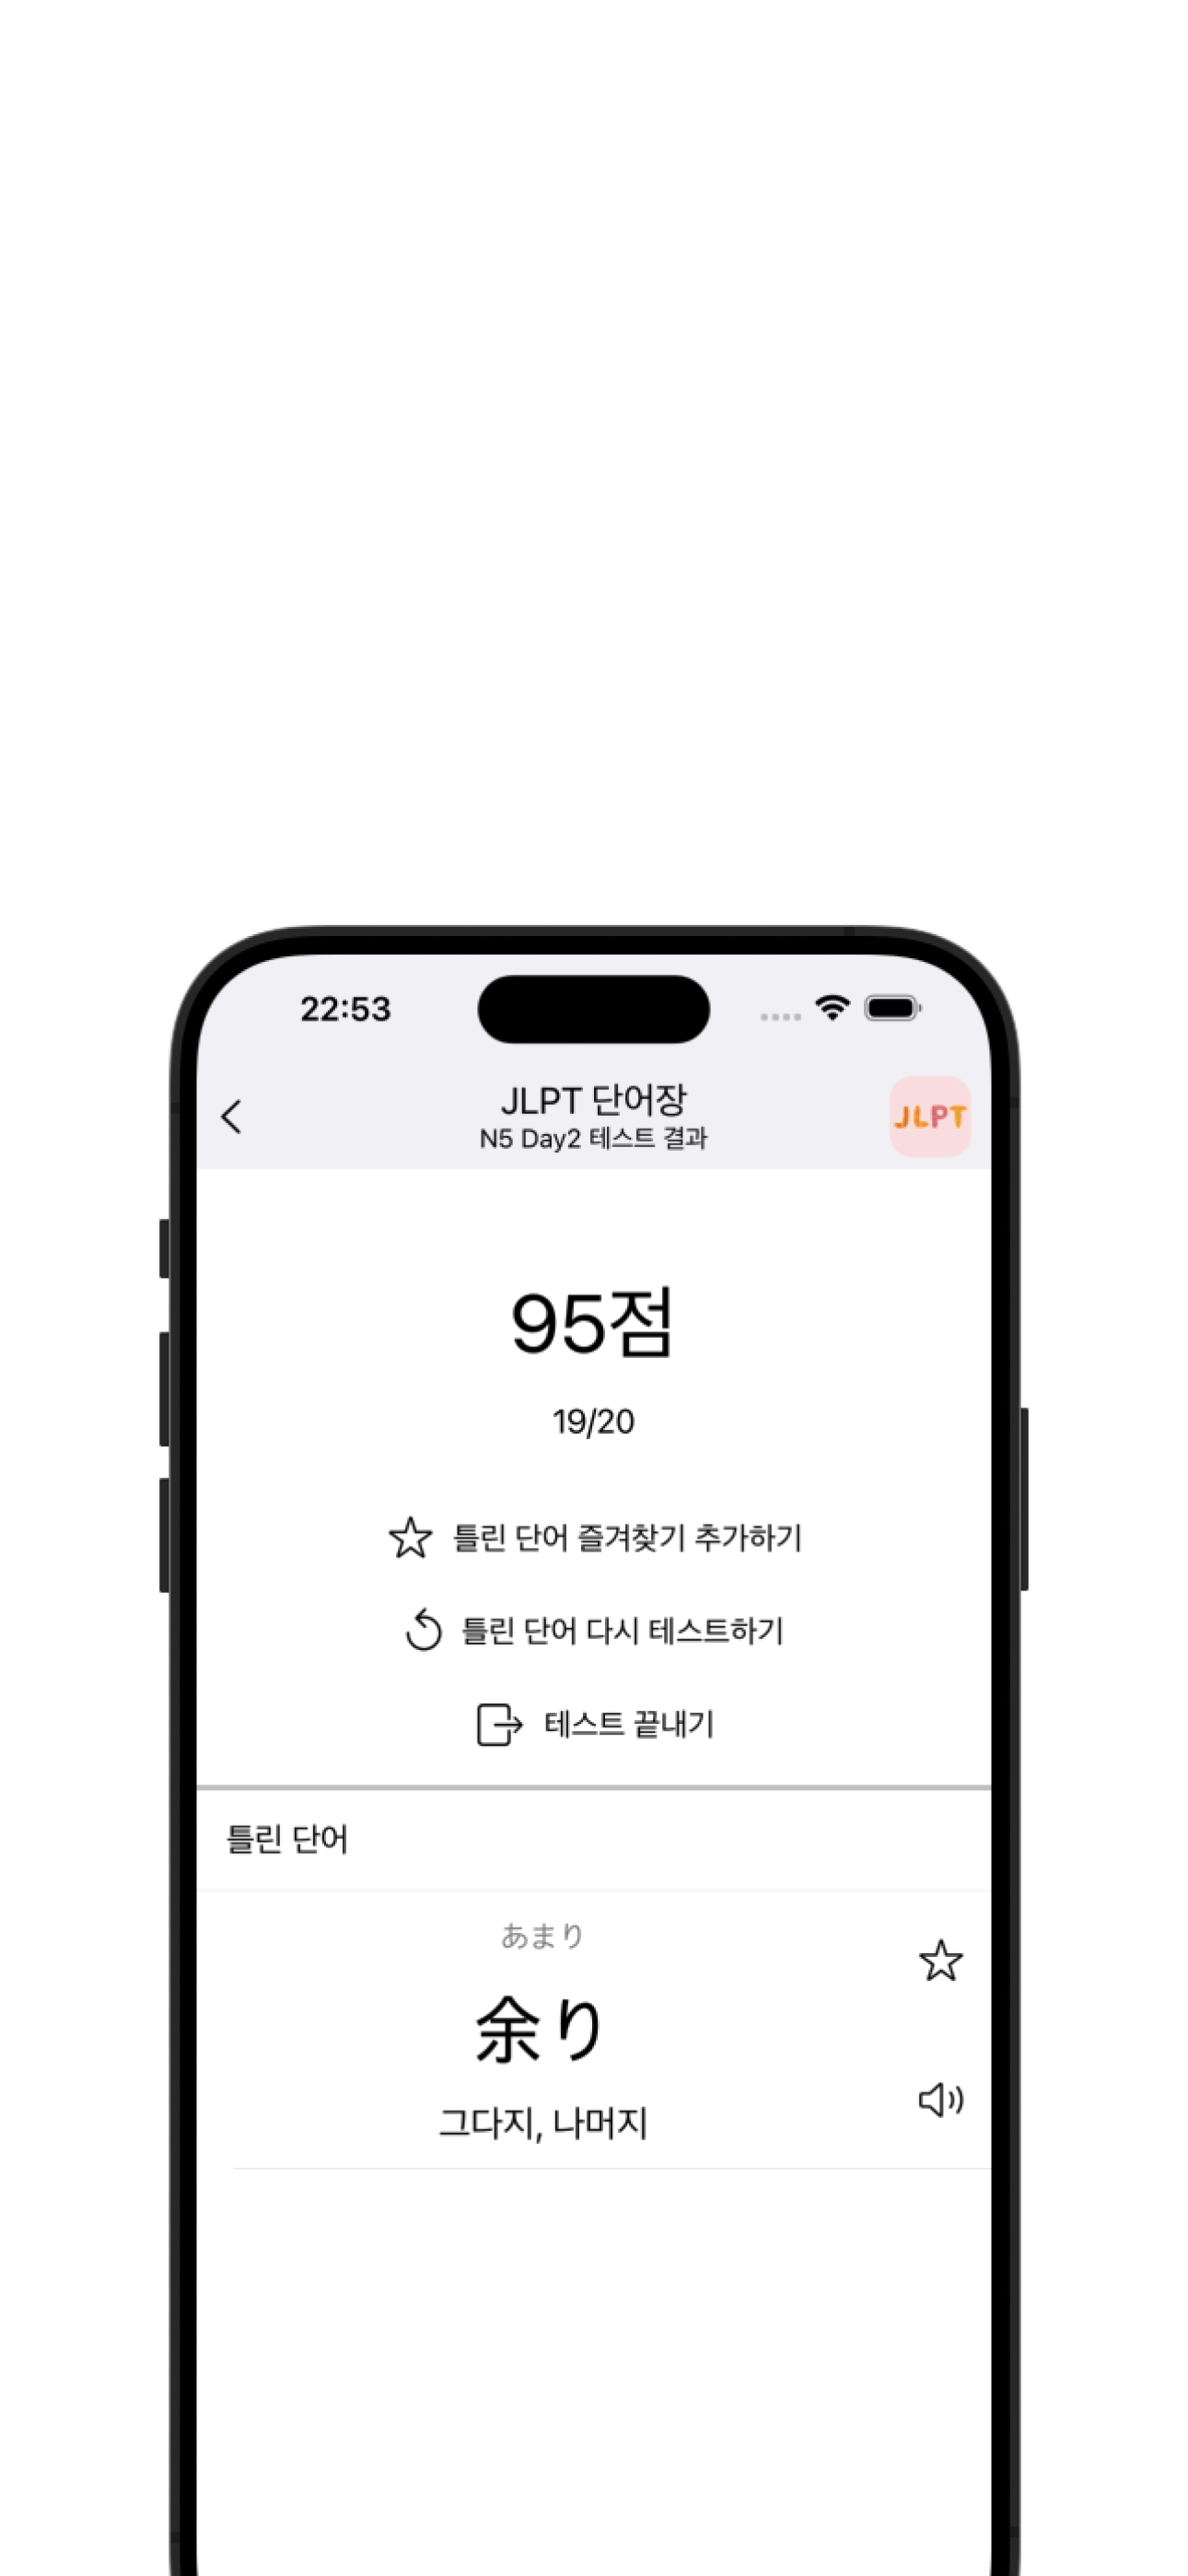 22:53
JLPT 단어장
N5 Day2 테스트 결과
JLPT
95점
19/20
틀린 단어 즐겨찾기 추가하기
틀린 단어 다시 테스트하기
테스트 끝내기
틀린 단어
あまり
余り
그다지, 나머지